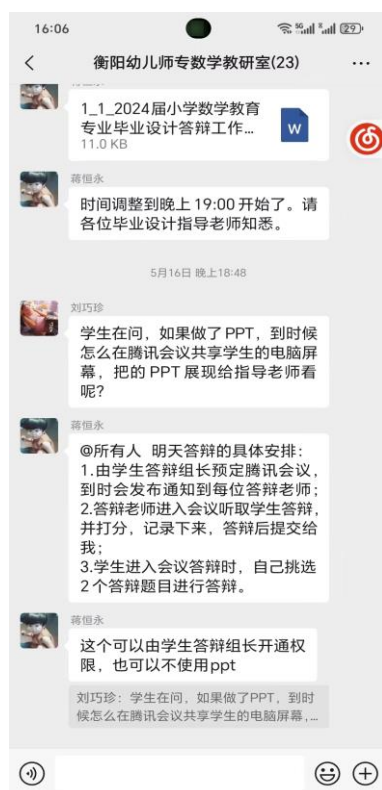 16:06
5G
29
衡阳幼儿师专数学教研室(23)
1_1_2024届小学数学教育
专业毕业设计答辩工作...
W
11.0 KB
蒋恒永
时间调整到晚上 19:00 开始了。请
各位毕业设计指导老师知悉。
5月16日 晚上18:48
刘巧珍
学生在问，如果做了 PPT，到时候
怎么在腾讯会议共享学生的电脑屏
幕，把的 PPT 展现给指导老师看
呢?
蒋恒永
@所有人 明天答辩的具体安排：
1.由学生答辩组长预定腾讯会议，
到时会发布通知到每位答辩老师；
2.答辩老师进入会议听取学生答辩，
并打分，记录下来，答辩后提交给
我；
3.学生进入会议答辩时，自己挑选
2个答辩题目进行答辩。
蒋恒永
这个可以由学生答辩组长开通权
限，也可以不使用ppt
刘巧珍：学生在问，如果做了PPT，到时
候怎么在腾讯会议共享学生的电脑屏幕,...